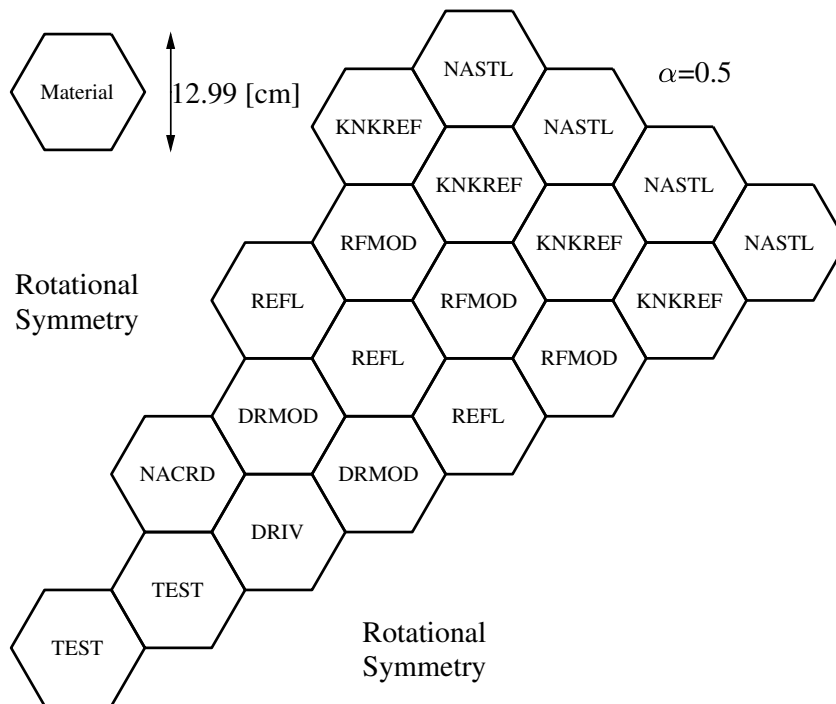 NASTL
α=0.5
Material
12.99 [cm]
KNKREF
NASTL
KNKREF
NASTL
RFMOD
KNKREF
NASTL
Rotational
Symmetry
REFL
RFMOD
KNKREF
REFL
RFMOD
DRMOD
REFL
NACRD
DRMOD
DRIV
TEST
Rotational
Symmetry
TEST